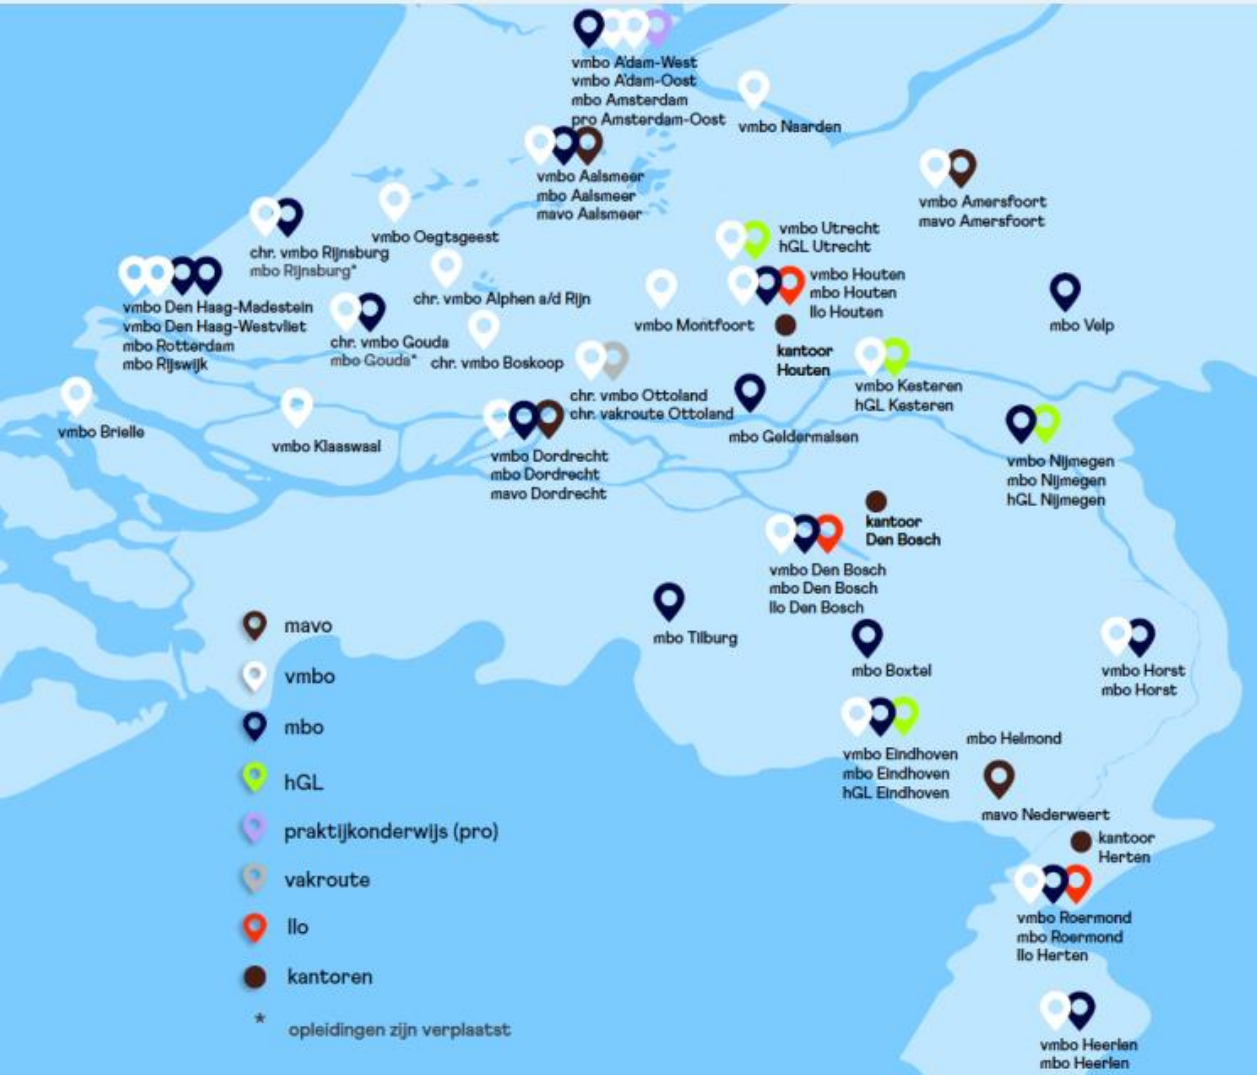 vmbo A'dam-West
vmbo A'dam-Oost
mbo Amsterdam
pro Amsterdam-Oost
vmbo Naarden
vmbo Aalsmeer
mbo Aalsmeer
mavo Aalsmeer
vmbo Amersfoort
mavo Amersfoort
vmbo Oegtsgeest
chr. vmbo Rijnsburg
mbo Rijnsburg*
vmbo Utrecht
hGL Utrecht
vmbo Houten
mbo Houten
llo Houten
chr. vmbo Alphen a/d Rijn
vmbo Den Haag-Madestein
vmbo Den Haag-Westvliet
mbo Rotterdam
mbo Rijswijk
vmbo Montfoort
mbo Velp
chr. vmbo Gouda
mbo Gouda*
chr. vmbo Boskoop
kantoor
Houten
vmbo Kesteren
hGL Kesteren
chr. vmbo Ottoland
chr. vakroute Ottoland
vmbo Brielle
vmbo Klaaswaal
mbo Geldermalsen
vmbo Dordrecht
mbo Dordrecht
mavo Dordrecht
vmbo Nijmegen
mbo Nijmegen
hGL Nijmegen
kantoor
Den Bosch
vmbo Den Bosch
mbo Den Bosch
llo Den Bosch
mbo Tilburg
mbo Boxtel
vmbo Horst
mbo Horst
mbo Helmond
vmbo Eindhoven
mbo Eindhoven
hGL Eindhoven
mavo Nederweert
kantoor
Herten
vmbo Roermond
mbo Roermond
llo Herten
vmbo Heerlen
mbo Heerlen
mavo
vmbo
mbo
hGL
praktijkonderwijs (pro)
vakroute
llo
kantoren
* opleidingen zijn verplaatst